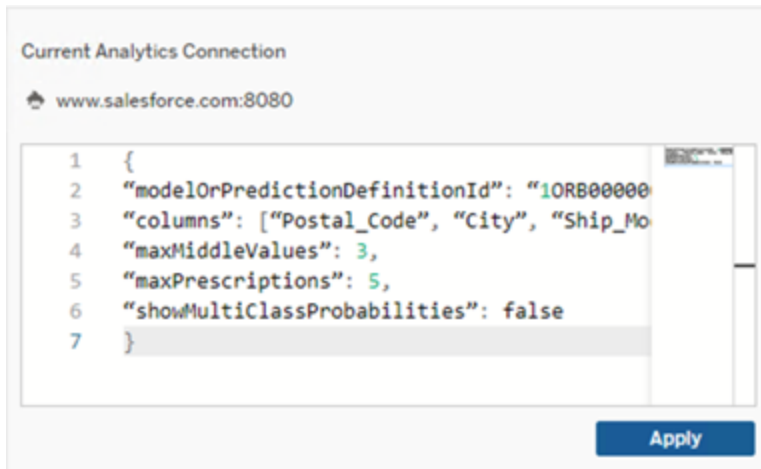 Current Analytics Connection
www.salesforce.com:8080
1 {
2 “modelOrPredictionDefinitionId”: “1ORB000000
3 “columns”: [“Postal_Code”, “City”, “Ship_Mo
4 “maxMiddleValues”: 3,
5 “maxPrescriptions”: 5,
6 “showMultiClassProbabilities”: false
7 }
Apply